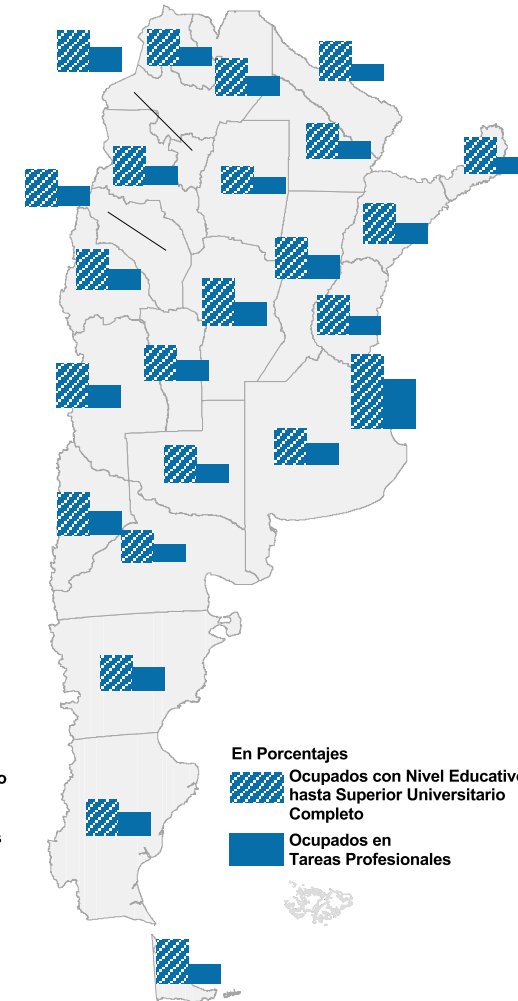 En Porcentajes
Ocupados con Nivel Educativo
hasta Superior Universitario
Completo
Ocupados en
Tareas Profesionales